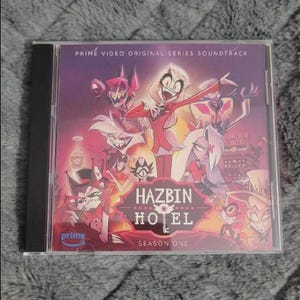 PRIME VIDEO ORIGINAL SERIES SOUNDTRACK
HAZBIN
HOTEL
SEASON ONE
prime